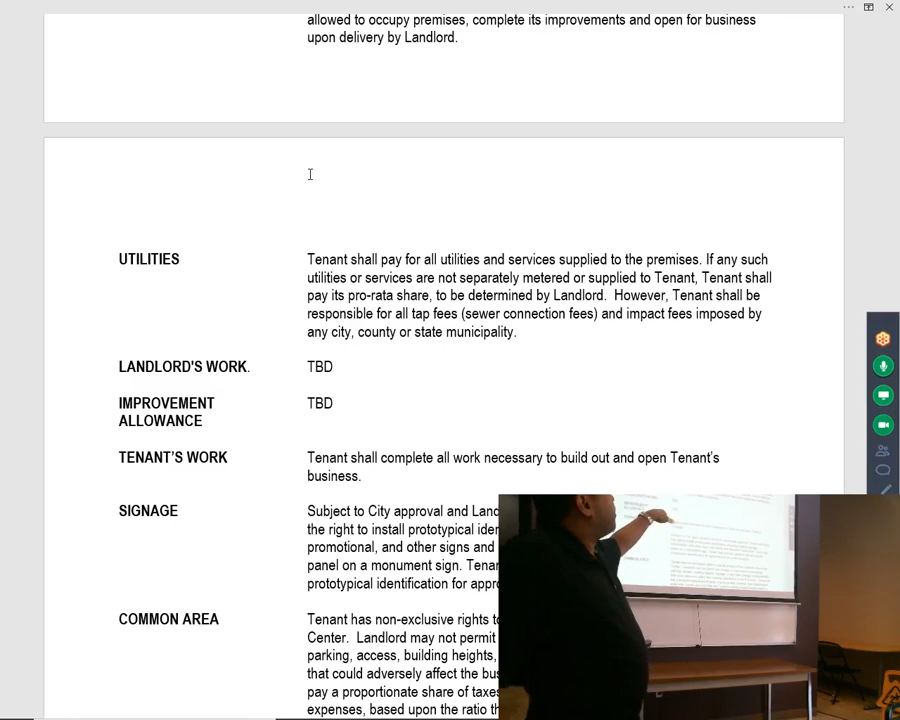 allowed to occupy premises, complete its improvements and open for business
upon delivery by Landlord.
UTILITIES
Tenant shall pay for all utilities and services supplied to the premises. If any such
utilities or services are not separately metered or supplied to Tenant, Tenant shall
pay its pro-rata share, to be determined by Landlord. However, Tenant shall be
responsible for all tap fees (sewer connection fees) and impact fees imposed by
any city, county or state municipality.
LANDLORD'S WORK.
TBD
IMPROVEMENT
ALLOWANCE
TBD
TENANT'S WORK
Tenant shall complete all work necessary to build out and open Tenant's
business.
SIGNAGE
Subject to City approval and
the right to install prototypical
promotional, and other signs and
panel on a monument sign.
prototypical identification for
COMMON AREA
Tenant has non-exclusive rights
Center. Landlord may not permit
parking, access, building heights,
that could adversely affect the
pay a proportionate share of taxes
expenses, based upon the ratio